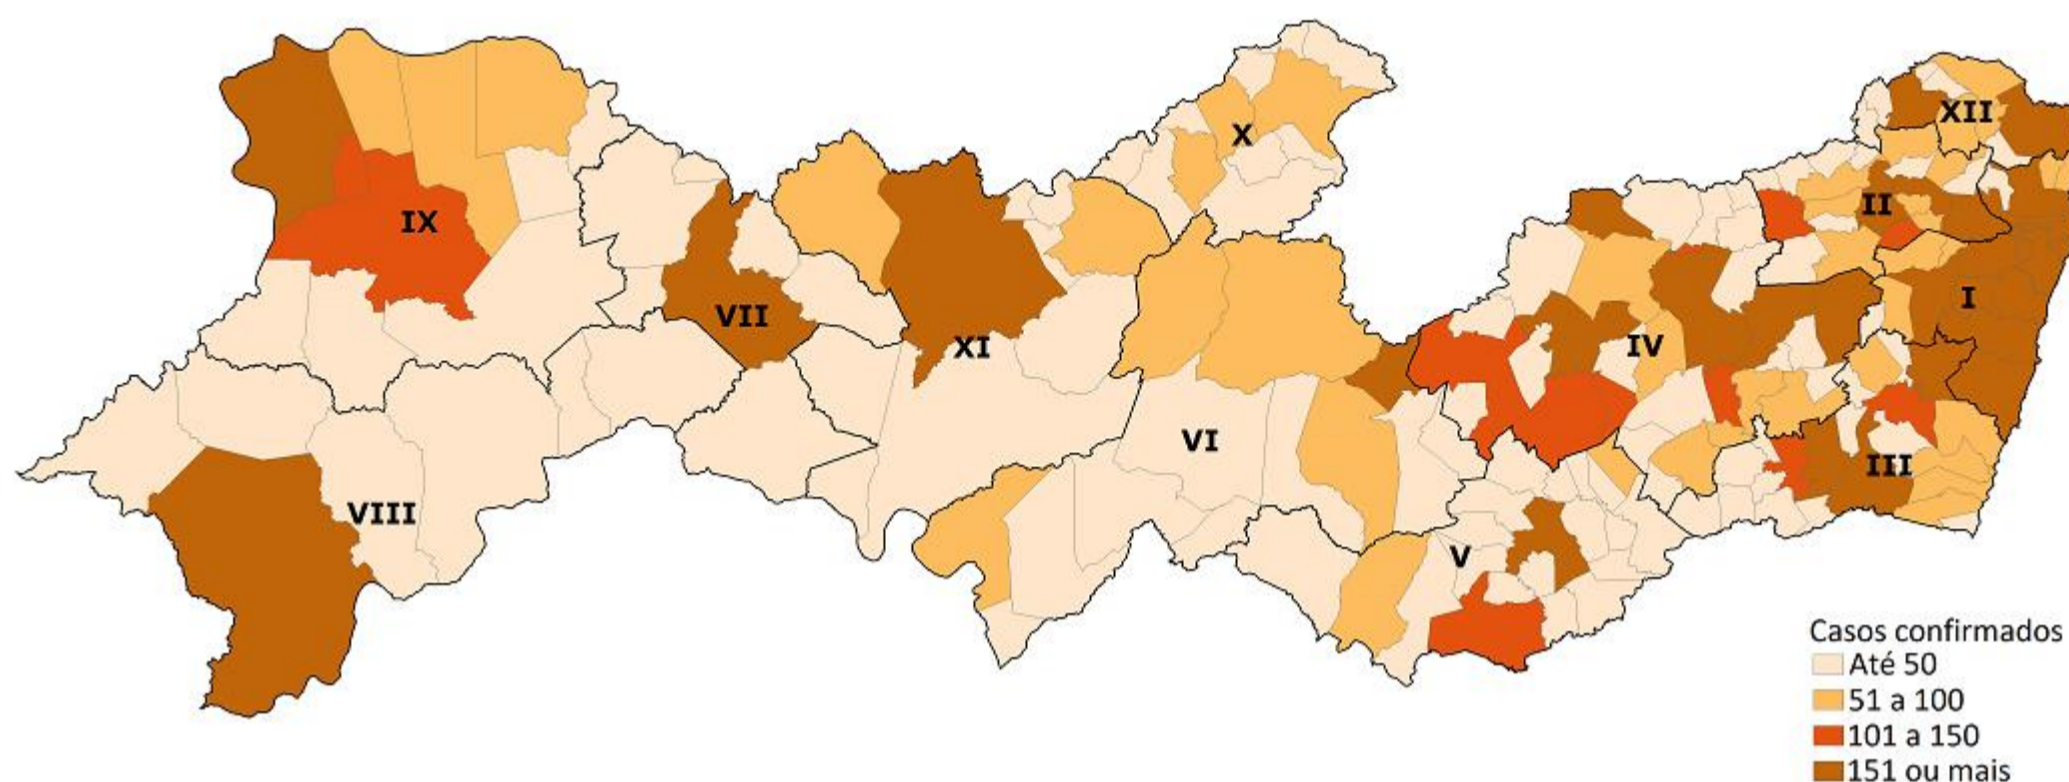 XII
X
II
IX
I
VII
IV
XI
VI
III
VIII
V
Casos confirmados
Até 50
51 a 100
101 a 150
151 ou mais